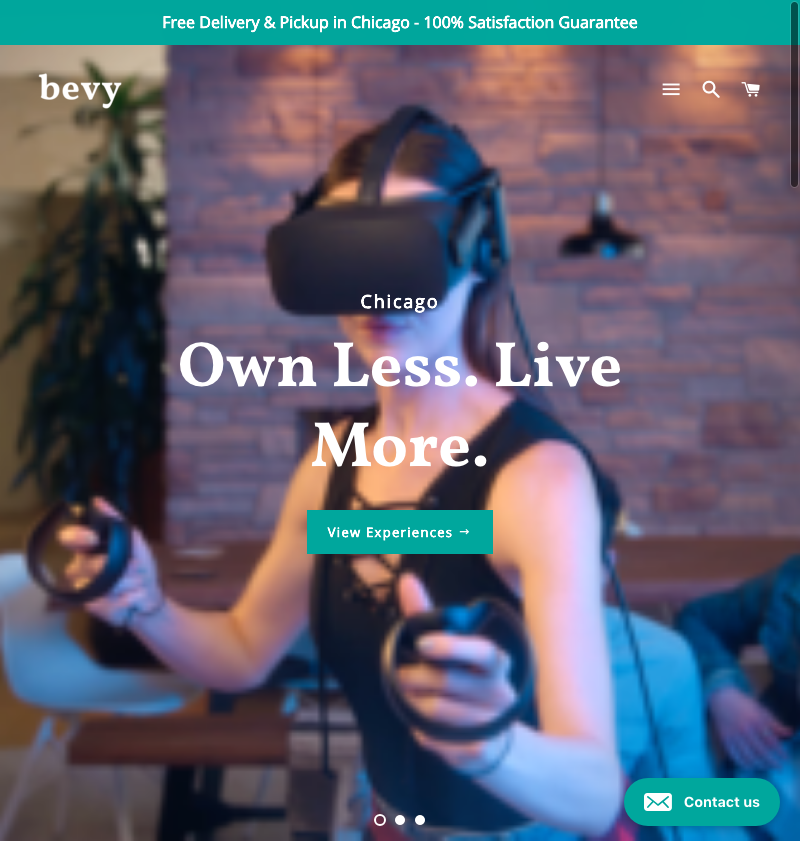 Free Delivery & Pickup in Chicago - 100% Satisfaction Guarantee
bevy
Chicago
Own Less. Live
More.
View Experiences →
Contact us